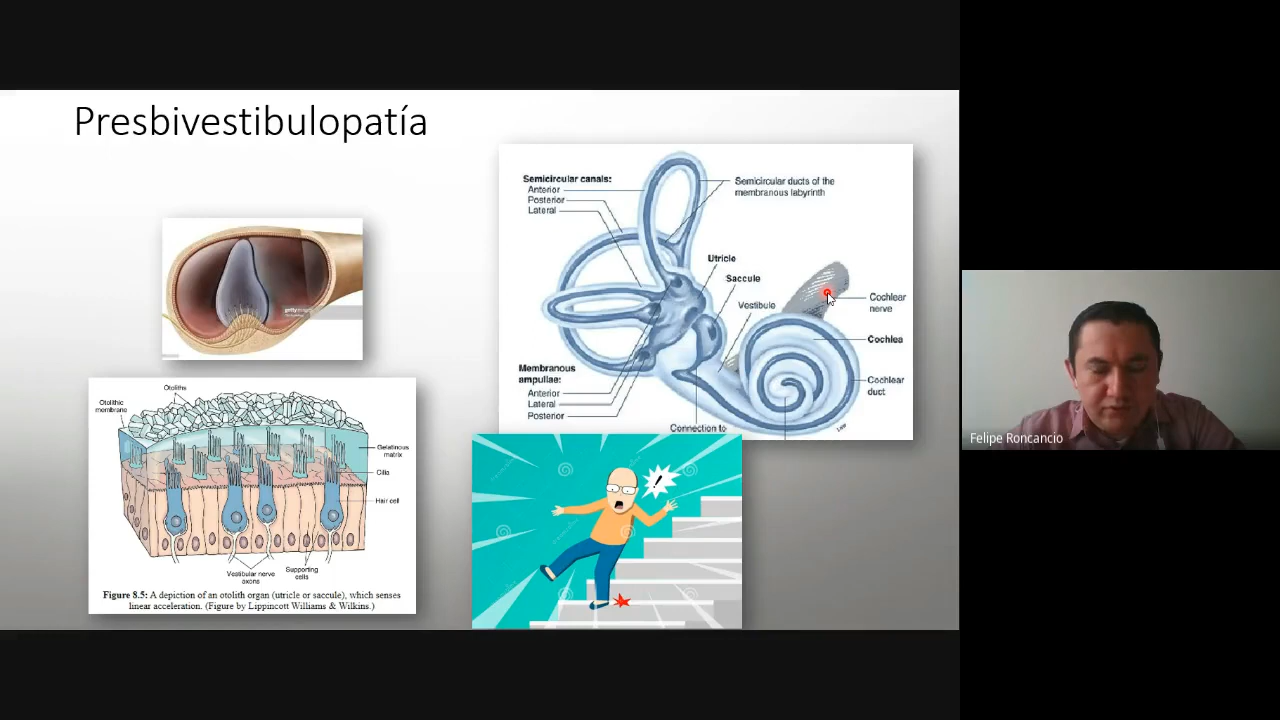 Presbivestibulopatía
Semicircular canals:
Anterior
Posterior
Lateral
Semicircular ducts of the
membranous labyrinth
Utricle
Saccule
Vestibule
Cochlear
nerve
Cochlea
Cochlear
duct
Membranous
ampullae:
Anterior
Lateral
Posterior
Connection to
gettyimages
Otoliths
Otolithic
membrane
Gelatinous
matrix
Cilia
Hair cell
Vestibular nerve
axons
Supporting
cells
Figure 8.5: A depiction of an otolith organ (utricle or saccule), which senses
linear acceleration. (Figure by Lippincott Williams & Wilkins.)
!
Felipe Roncancio